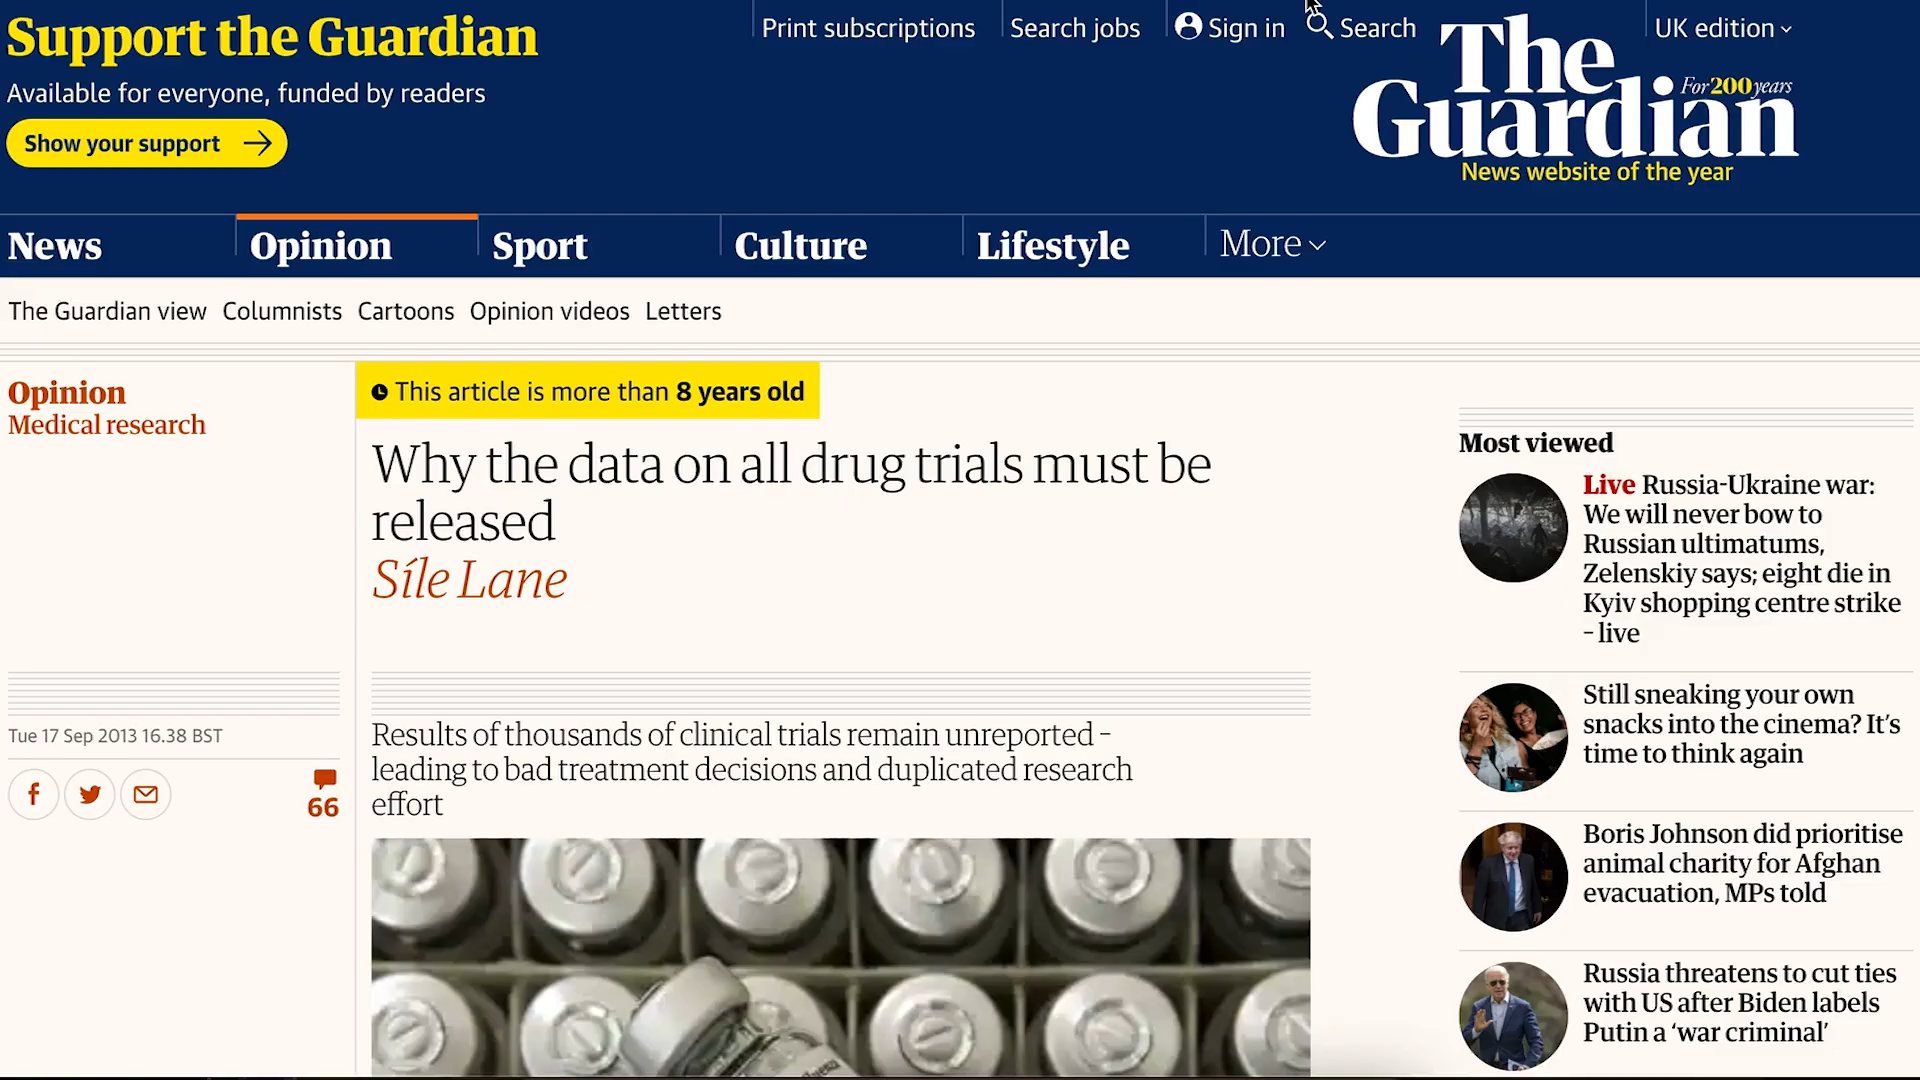 Support the Guardian
Available for everyone, funded by readers
Show your support
Print subscriptions
Search jobs
Sign in
Search
UK edition
The Guardian
For 200 years
News website of the year
News
Opinion
Sport
Culture
Lifestyle
More
The Guardian view
Columnists
Cartoons
Opinion videos
Letters
Opinion
Medical research
This article is more than 8 years old
Why the data on all drug trials must be
released
Síle Lane
Tue 17 Sep 2013 16.38 BST
66
Results of thousands of clinical trials remain unreported –
leading to bad treatment decisions and duplicated research
effort
Most viewed
Live Russia-Ukraine war:
We will never bow to
Russian ultimatums,
Zelenskiy says; eight die in
Kyiv shopping centre strike
– live
Still sneaking your own
snacks into the cinema? It’s
time to think again
Boris Johnson did prioritise
animal charity for Afghan
evacuation, MPs told
Russia threatens to cut ties
with US after Biden labels
Putin a ‘war criminal’